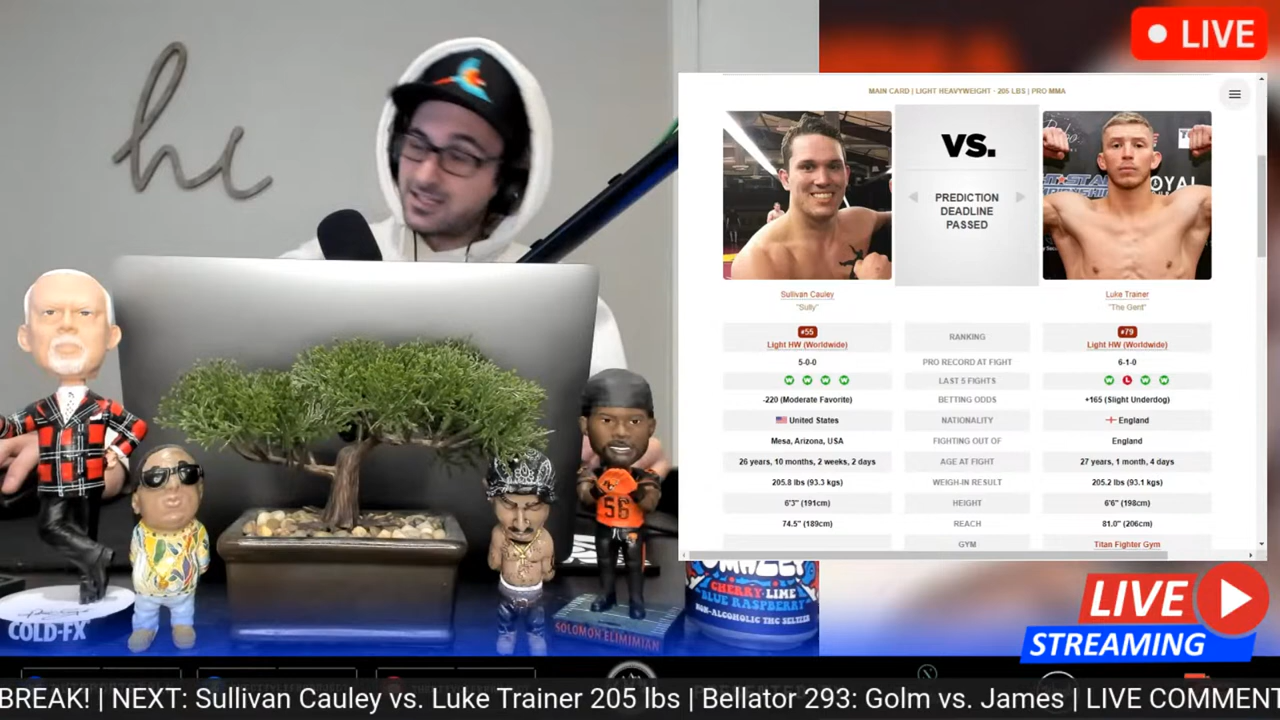 hi
LIVE
MAIN CARD | LIGHT HEAVYWEIGHT - 205 LBS | PRO MMA
VS.
PREDICTION
DEADLINE
PASSED
Sullivan Cauley
Luke Trainer
"Sully"
"The Gent"
#55
RANKING
#79
Light HW (Worldwide)
Light HW (Worldwide)
5-0-0
PRO RECORD AT FIGHT
6-1-0
W W W W
LAST 5 FIGHTS
W L W W
-220 (Moderate Favorite)
BETTING ODDS
+165 (Slight Underdog)
United States
NATIONALITY
England
Mesa, Arizona, USA
FIGHTING OUT OF
England
26 years, 10 months, 2 weeks, 2 days
AGE AT FIGHT
27 years, 1 month, 4 days
205.8 lbs (93.3 kgs)
WEIGH-IN RESULT
205.2 lbs (93.1 kgs)
6'3" (191cm)
HEIGHT
6'6" (198cm)
74.5" (189cm)
REACH
81.0" (206cm)
GYM
Titan Fighter Gym
56
COLD-FX
SOLOMON ELIMIMIAN
CHERRY-LIME
BLUE RASPBERRY
NON-ALCOHOLIC THC SELTZER
LIVE
STREAMING
BREAK! | NEXT: Sullivan Cauley vs. Luke Trainer 205 lbs | Bellator 293: Golm vs. James | LIVE COMMENT